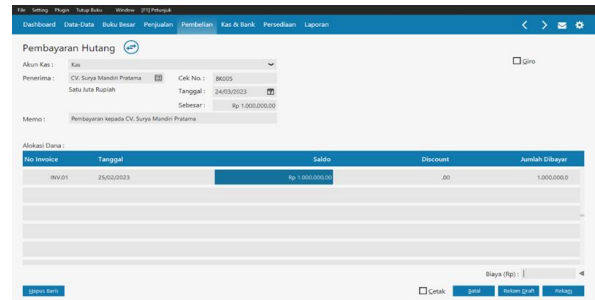 File Setting Plugin Tutup Buku Window [F1] Petunjuk
Dashboard Data-Data Buku Besar Penjualan Pembelian Kas & Bank Persediaan Laporan
Pembayaran Hutang
Akun Kas : Kas Giro
Penerima : CV. Surya Mandiri Pratama Cek No. : BK005
Satu Juta Rupiah Tanggal : 24/03/2023
Sebesar : Rp 1.000.000,00
Memo : Pembayaran kepada CV. Surya Mandiri Pratama
Alokasi Dana :
No Invoice Tanggal Saldo Discount Jumlah Dibayar
INV.01 25/02/2023 Rp 1.000.000,00 .00 1,000,000.0
Biaya (Rp) :
Hapus Baris Cetak Batal Rekam Draft Rekam